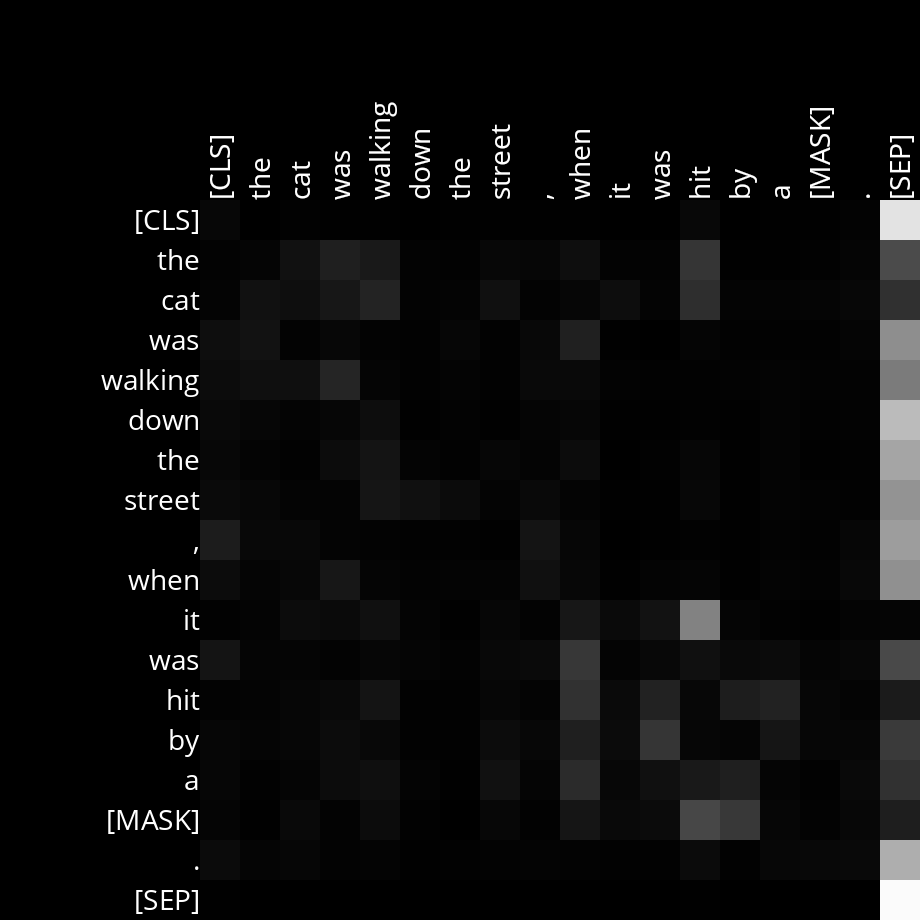 [CLS] the cat was walking down the street , when it was hit by a [MASK] . [SEP]
[CLS]
the
cat
was
walking
down
the
street
,
when
it
was
hit
by
a
[MASK]
.
[SEP]